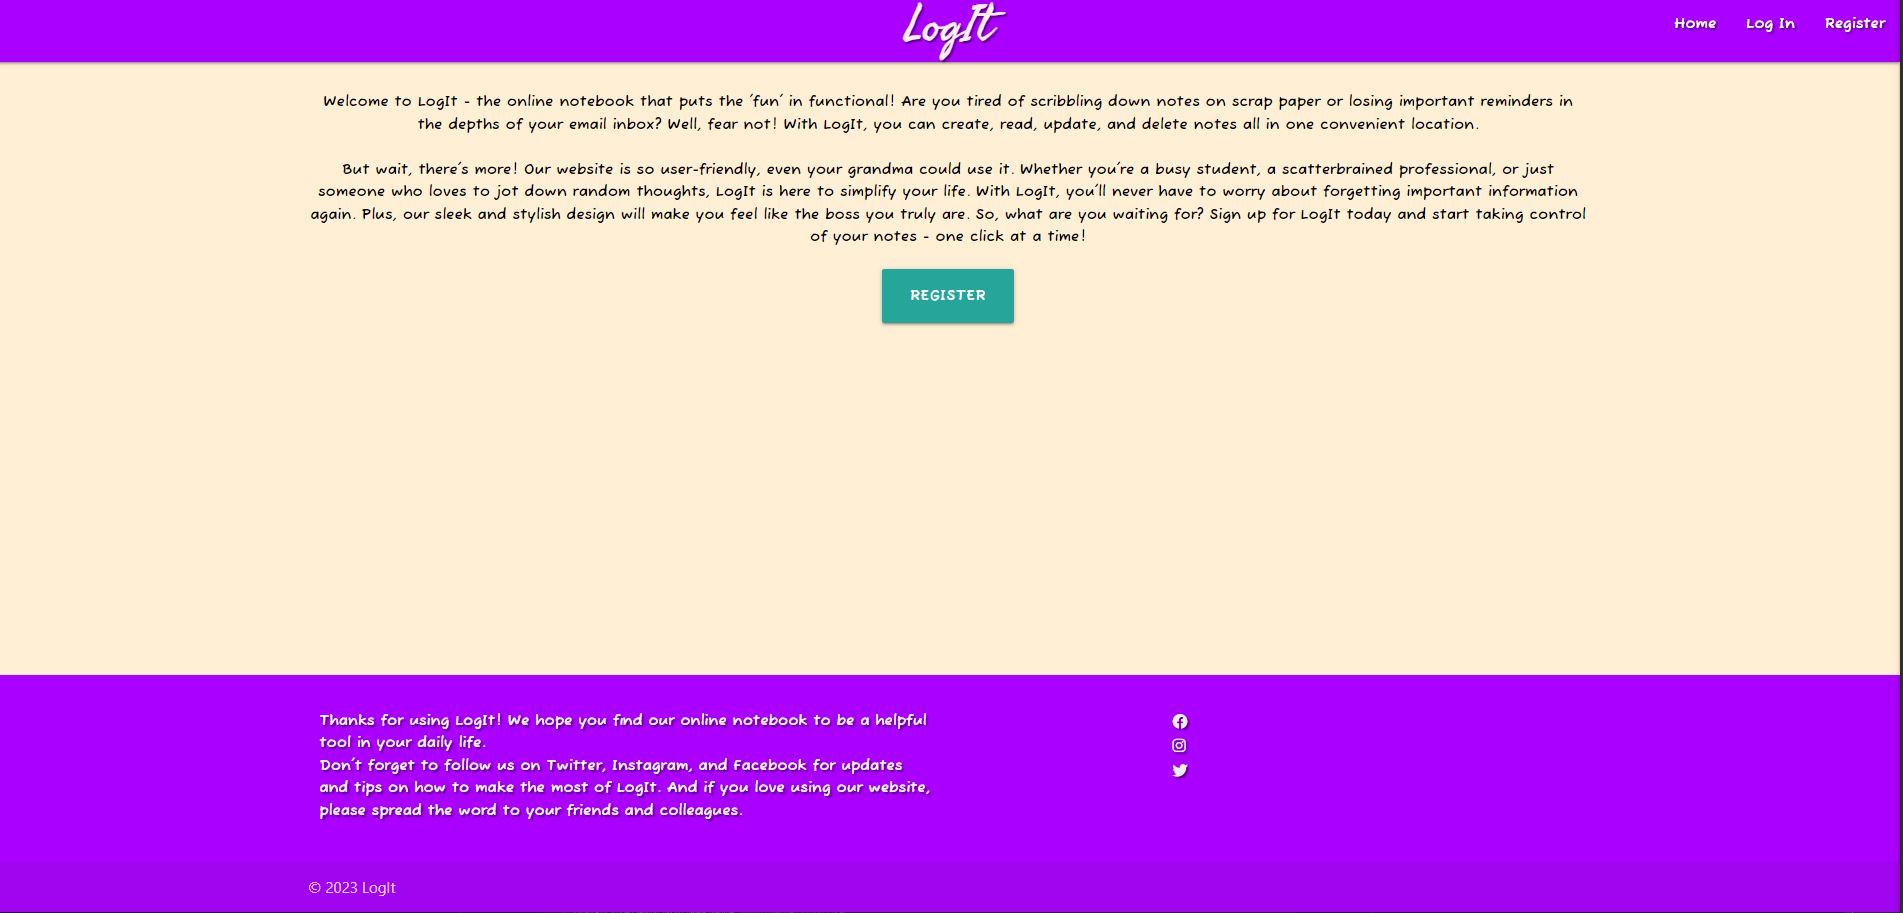 LogIt
Home
Log In
Register
Welcome to LogIt - the online notebook that puts the 'fun' in functional! Are you tired of scribbling down notes on scrap paper or losing important reminders in
the depths of your email inbox? Well, fear not! With LogIt, you can create, read, update, and delete notes all in one convenient location.
But wait, there's more! Our website is so user-friendly, even your grandma could use it. Whether you're a busy student, a scatterbrained professional, or just
someone who loves to jot down random thoughts, LogIt is here to simplify your life. With LogIt, you'll never have to worry about forgetting important information
again. Plus, our sleek and stylish design will make you feel like the boss you truly are. So, what are you waiting for? Sign up for LogIt today and start taking control
of your notes - one click at a time!
REGISTER
Thanks for using LogIt! We hope you find our online notebook to be a helpful
tool in your daily life.
Don't forget to follow us on Twitter, Instagram, and Facebook for updates
and tips on how to make the most of LogIt. And if you love using our website,
please spread the word to your friends and colleagues.
© 2023 LogIt